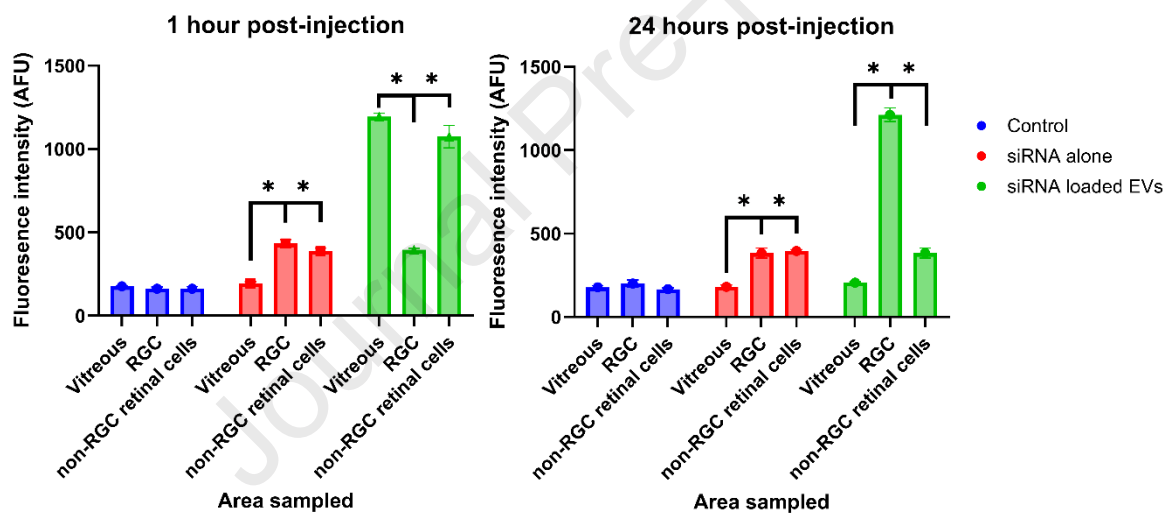 1 hour post-injection
Fluorescence intensity (AFU)
1500
1000
500
0
* *
* *
Vitreous
RGC
non-RGC retinal cells
Vitreous
RGC
non-RGC retinal cells
Vitreous
RGC
non-RGC retinal cells
Area sampled
24 hours post-injection
Fluorescence intensity (AFU)
1500
1000
500
0
* *
* *
Vitreous
RGC
non-RGC retinal cells
Vitreous
RGC
non-RGC retinal cells
Vitreous
RGC
non-RGC retinal cells
Area sampled
Control
siRNA alone
siRNA loaded EVs
Journal Pre-